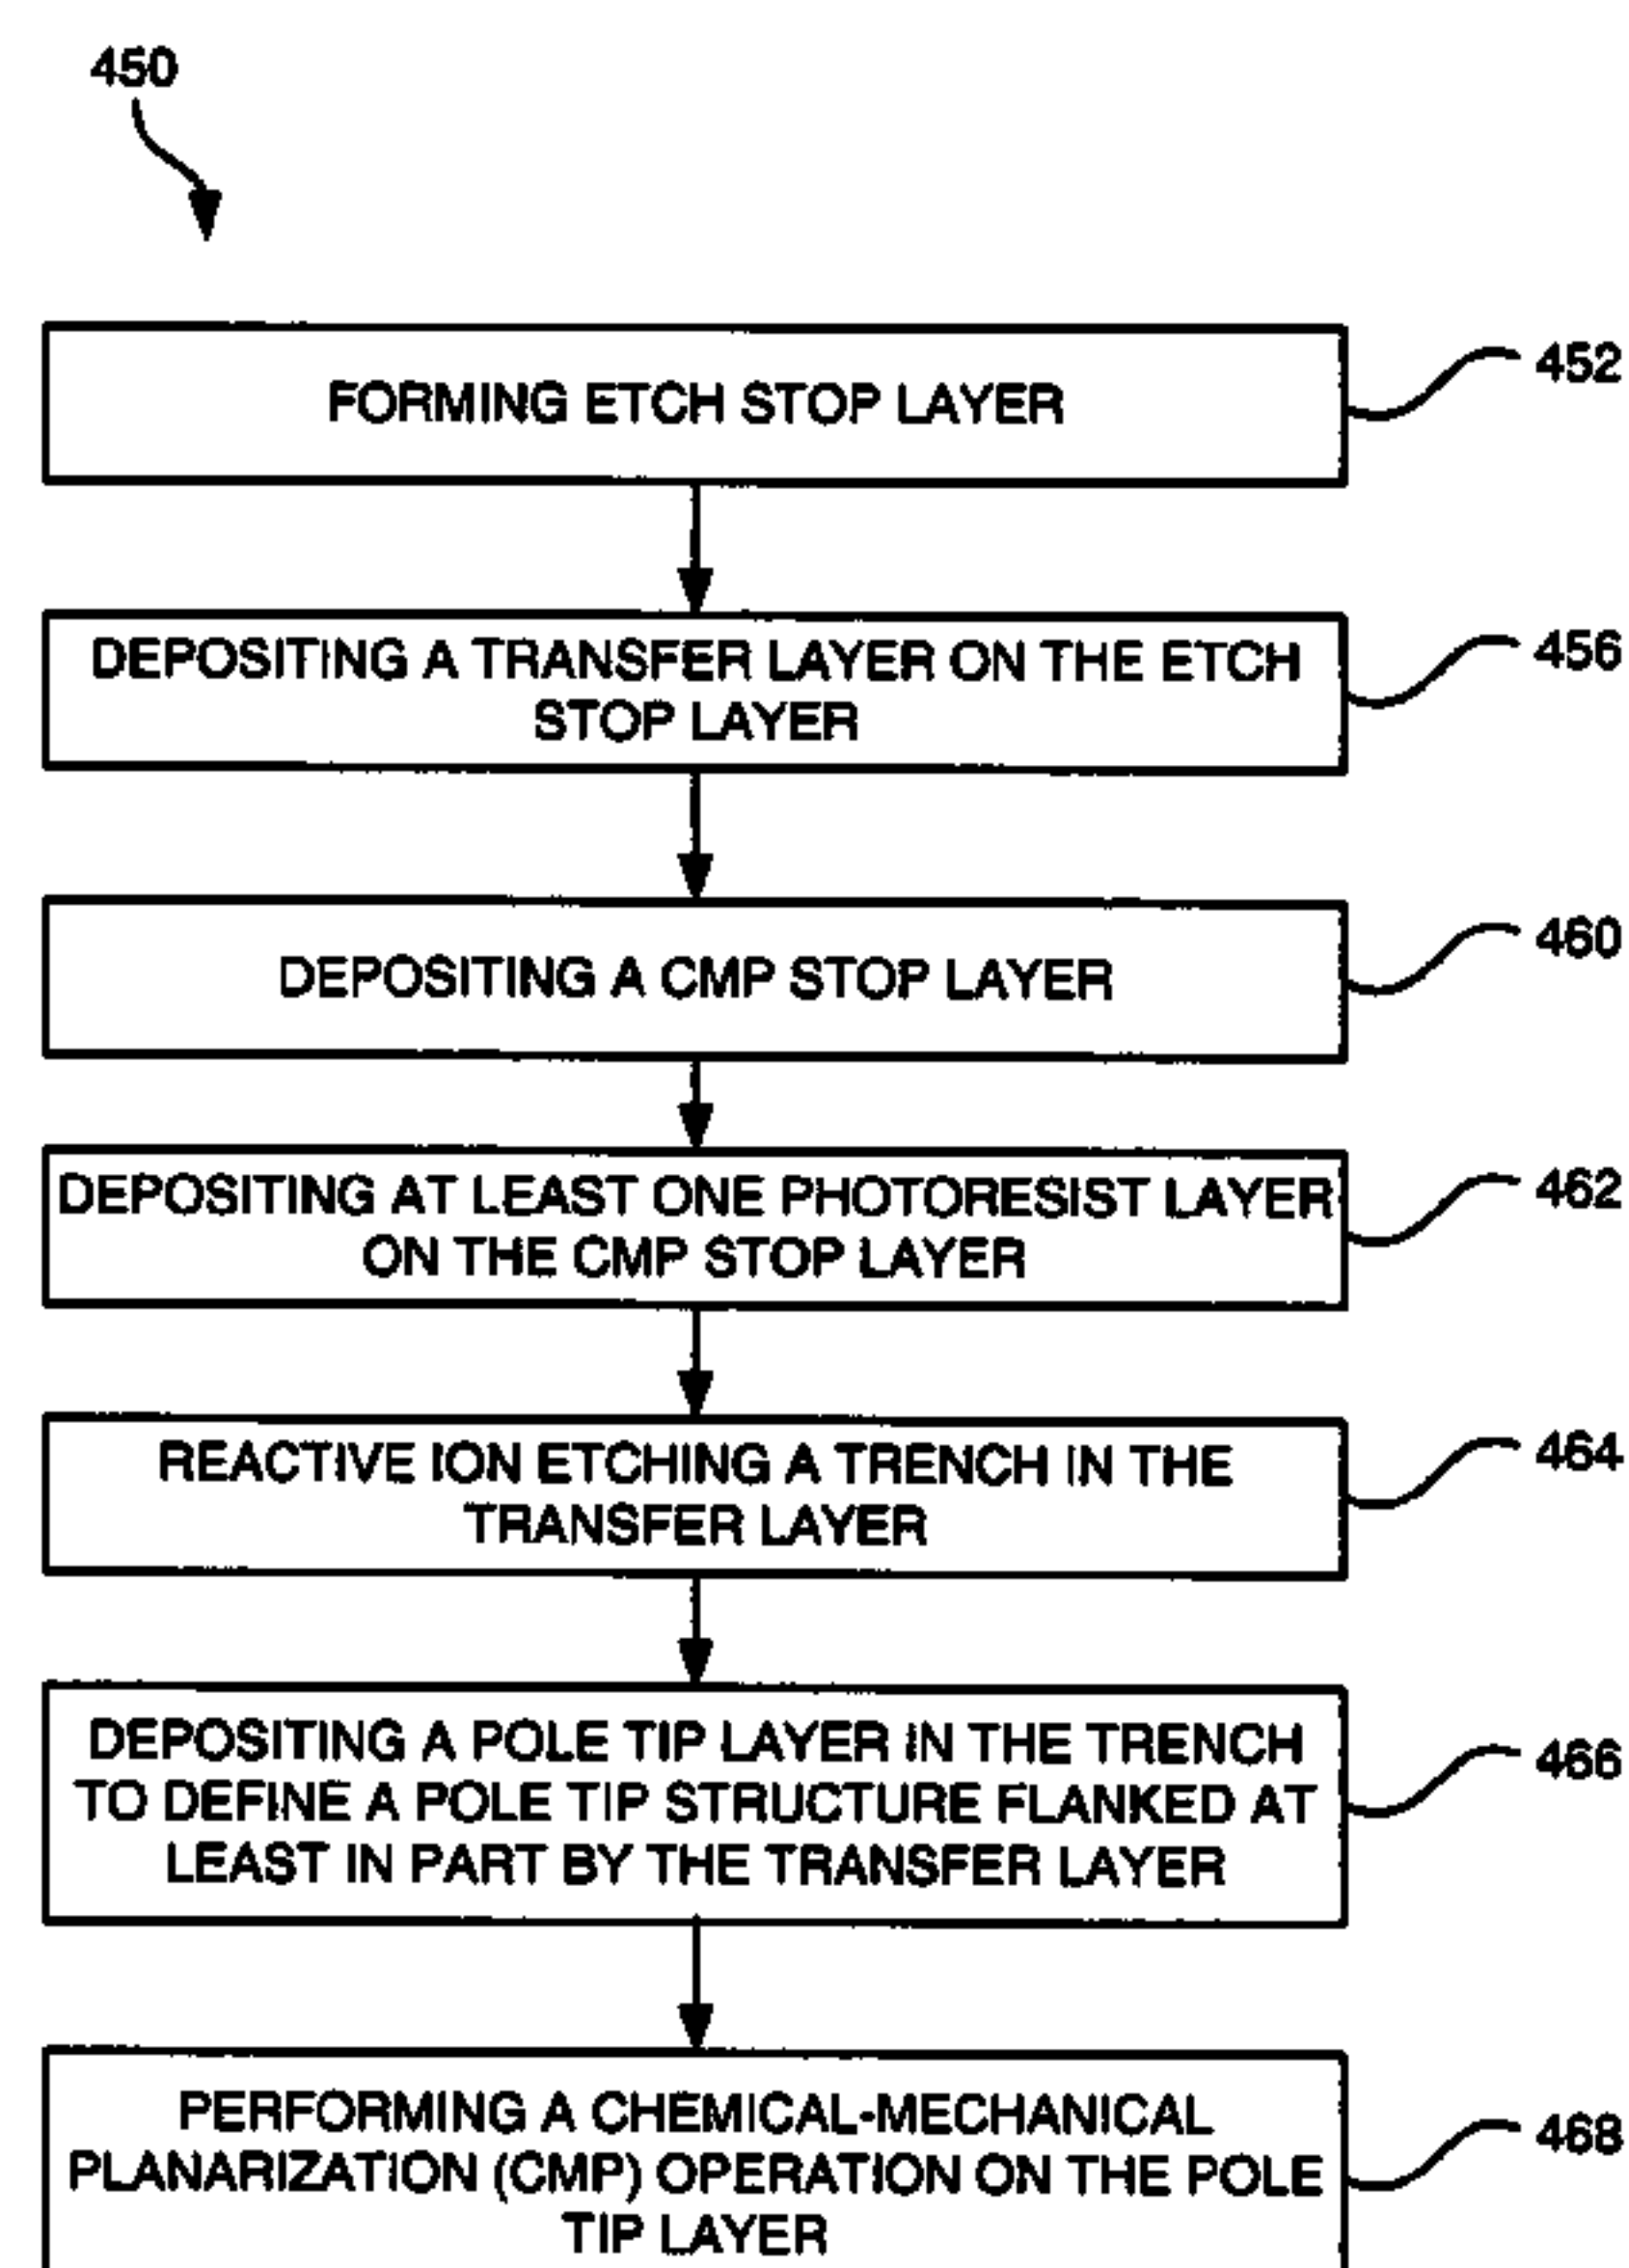 450
FORMING ETCH STOP LAYER
452
DEPOSITING A TRANSFER LAYER ON THE ETCH
STOP LAYER
456
DEPOSITING A CMP STOP LAYER
460
DEPOSITING AT LEAST ONE PHOTORESIST LAYER
ON THE CMP STOP LAYER
462
REACTIVE ION ETCHING A TRENCH IN THE
TRANSFER LAYER
464
DEPOSITING A POLE TIP LAYER IN THE TRENCH
TO DEFINE A POLE TIP STRUCTURE FLANKED AT
LEAST IN PART BY THE TRANSFER LAYER
466
PERFORMING A CHEMICAL-MECHANICAL
PLANARIZATION (CMP) OPERATION ON THE POLE
TIP LAYER
468